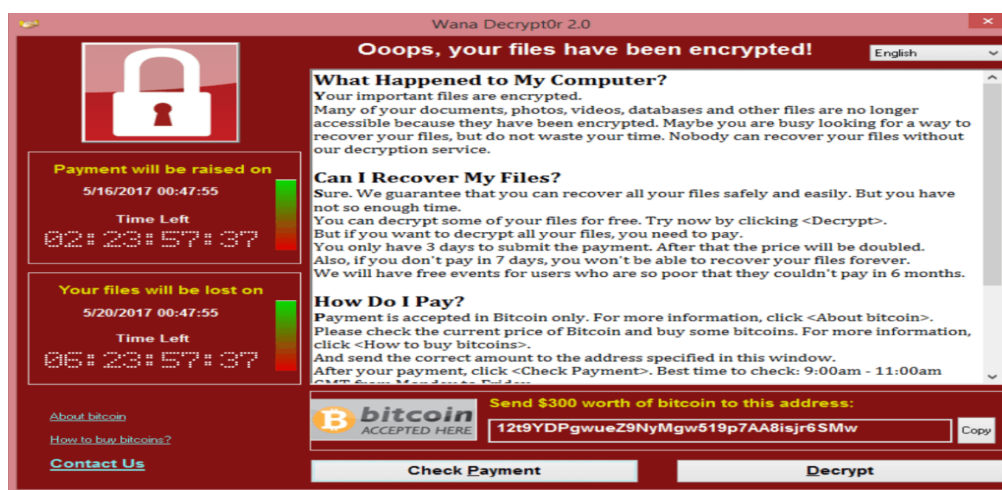 Wana Decrypt0r 2.0
Ooops, your files have been encrypted!
English
What Happened to My Computer?
Your important files are encrypted.
Many of your documents, photos, videos, databases and other files are no longer
accessible because they have been encrypted. Maybe you are busy looking for a way to
recover your files, but do not waste your time. Nobody can recover your files without
our decryption service.
Can I Recover My Files?
Sure. We guarantee that you can recover all your files safely and easily. But you have
not so enough time.
You can decrypt some of your files for free. Try now by clicking <Decrypt>.
But if you want to decrypt all your files, you need to pay.
You only have 3 days to submit the payment. After that the price will be doubled.
Also, if you don't pay in 7 days, you won't be able to recover your files forever.
We will have free events for users who are so poor that they couldn't pay in 6 months.
How Do I Pay?
Payment is accepted in Bitcoin only. For more information, click <About bitcoin>.
Please check the current price of Bitcoin and buy some bitcoins. For more information,
click <How to buy bitcoins>.
And send the correct amount to the address specified in this window.
After your payment, click <Check Payment>. Best time to check: 9:00am - 11:00am
GMT from Monday to Friday.
Payment will be raised on
5/16/2017 00:47:55
Time Left
02:23:57:37
Your files will be lost on
5/20/2017 00:47:55
Time Left
06:23:57:37
About bitcoin
How to buy bitcoins?
Contact Us
bitcoin
ACCEPTED HERE
Send $300 worth of bitcoin to this address:
12t9YDPgwueZ9NyMgw519p7AA8isjr6SMw
Copy
Check Payment
Decrypt